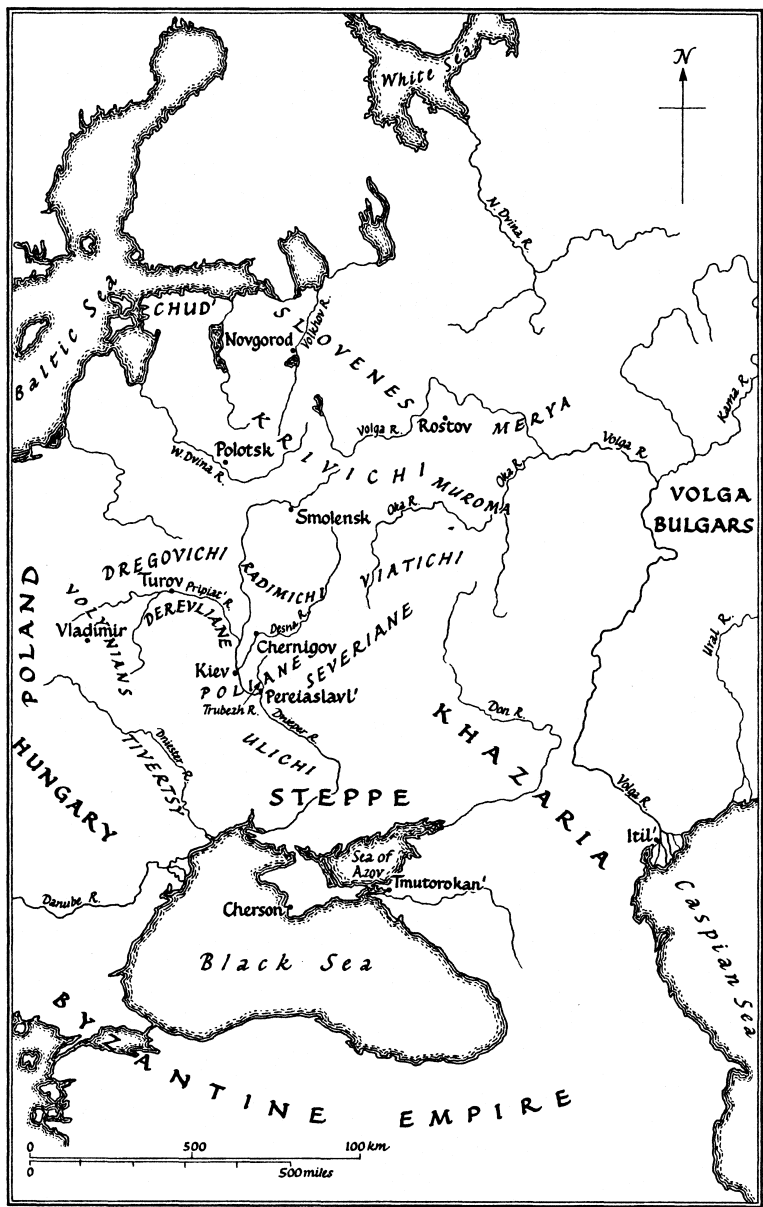 White Sea
N
N. Dvina R.
Baltic Sea
CHUD'
SLOVENES
Novgorod
Volkhov R.
Kama R.
Volga R.
Rostov
MERYA
Volga R.
KRIVICHI
Polotsk
W. Dvina R.
Oka R.
MUROMA
Oka R.
VOLGA
BULGARS
Smolensk
DREGOVICHI
RADIMICHI
VIATICHI
Turov
Pripiat' R.
POLAND
VOLYNIANS
DEREVLIANE
Vladimir
Desna R.
Chernigov
SEVERIANE
Ural R.
Kiev
POLIANE
Pereiaslavl'
Trubezh R.
Dnieper R.
Don R.
KHAZARIA
HUNGARY
TIVERTSY
Dniester R.
ULICHI
STEPPE
Volga R.
Itil'
Sea of
Azov
Tmutorokan'
Danube R.
Cherson
Caspian Sea
Black Sea
BYZANTINE EMPIRE
0 500 100 km
0 500 miles